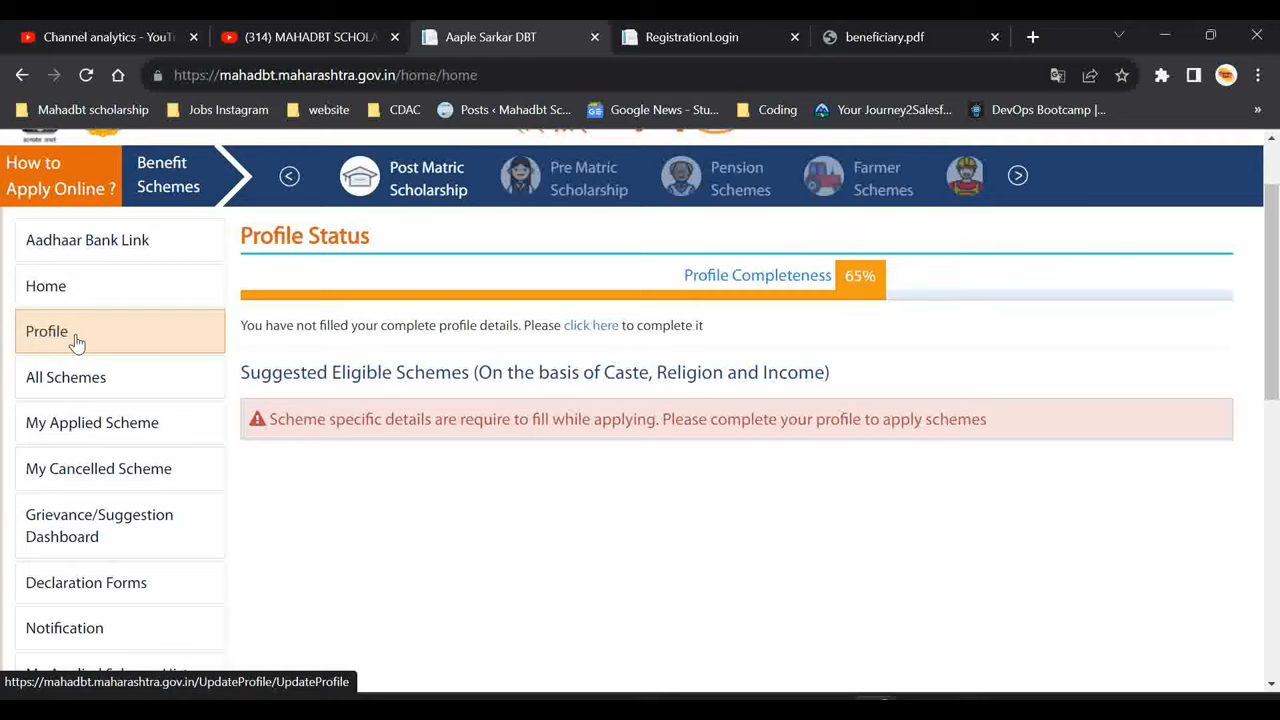 Channel analytics - YouT
(314) MAHADBT SCHOLA
Aaple Sarkar DBT
RegistrationLogin
beneficiary.pdf
https://mahadbt.maharashtra.gov.in/home/home
Mahadbt scholarship
Jobs Instagram
website
CDAC
Posts ‹ Mahadbt Sc...
Google News - Stu...
Coding
Your Journey2Salesf...
DevOps Bootcamp |...
»
How to
Apply Online ?
Benefit
Schemes
Post Matric
Scholarship
Pre Matric
Scholarship
Pension
Schemes
Farmer
Schemes
Aadhaar Bank Link
Home
Profile
All Schemes
My Applied Scheme
My Cancelled Scheme
Grievance/Suggestion
Dashboard
Declaration Forms
Notification
Profile Status
Profile Completeness 65%
You have not filled your complete profile details. Please click here to complete it
Suggested Eligible Schemes (On the basis of Caste, Religion and Income)
Scheme specific details are require to fill while applying. Please complete your profile to apply schemes
https://mahadbt.maharashtra.gov.in/UpdateProfile/UpdateProfile